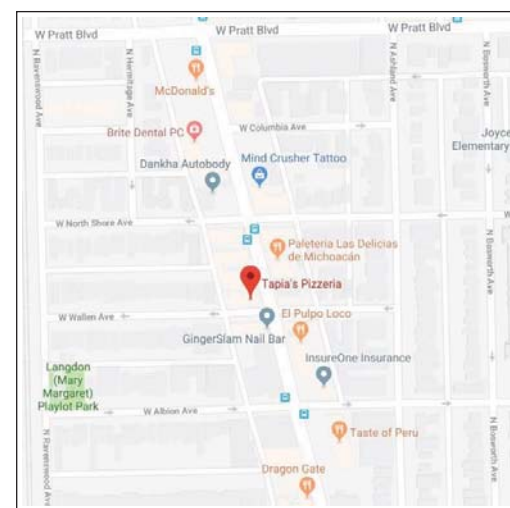 W Pratt Blvd
W Pratt Blvd
W Pratt Blvd
N Ravenswood Ave
N Hermitage Ave
N Ashland Ave
N Bosworth Ave
McDonald's
Brite Dental PC
W Columbia Ave
Joyce
Elementary
Dankha Autobody
Mind Crusher Tattoo
W North Shore Ave
Paleteria Las Delicias
de Michoacán
N Bosworth Ave
Tapia's Pizzeria
W Wallen Ave
El Pulpo Loco
GingerSlam Nail Bar
InsureOne Insurance
Langdon
(Mary
Margaret)
Playlot Park
W Albion Ave
Taste of Peru
N Ravenswood Ave
N Bosworth Ave
Dragon Gate